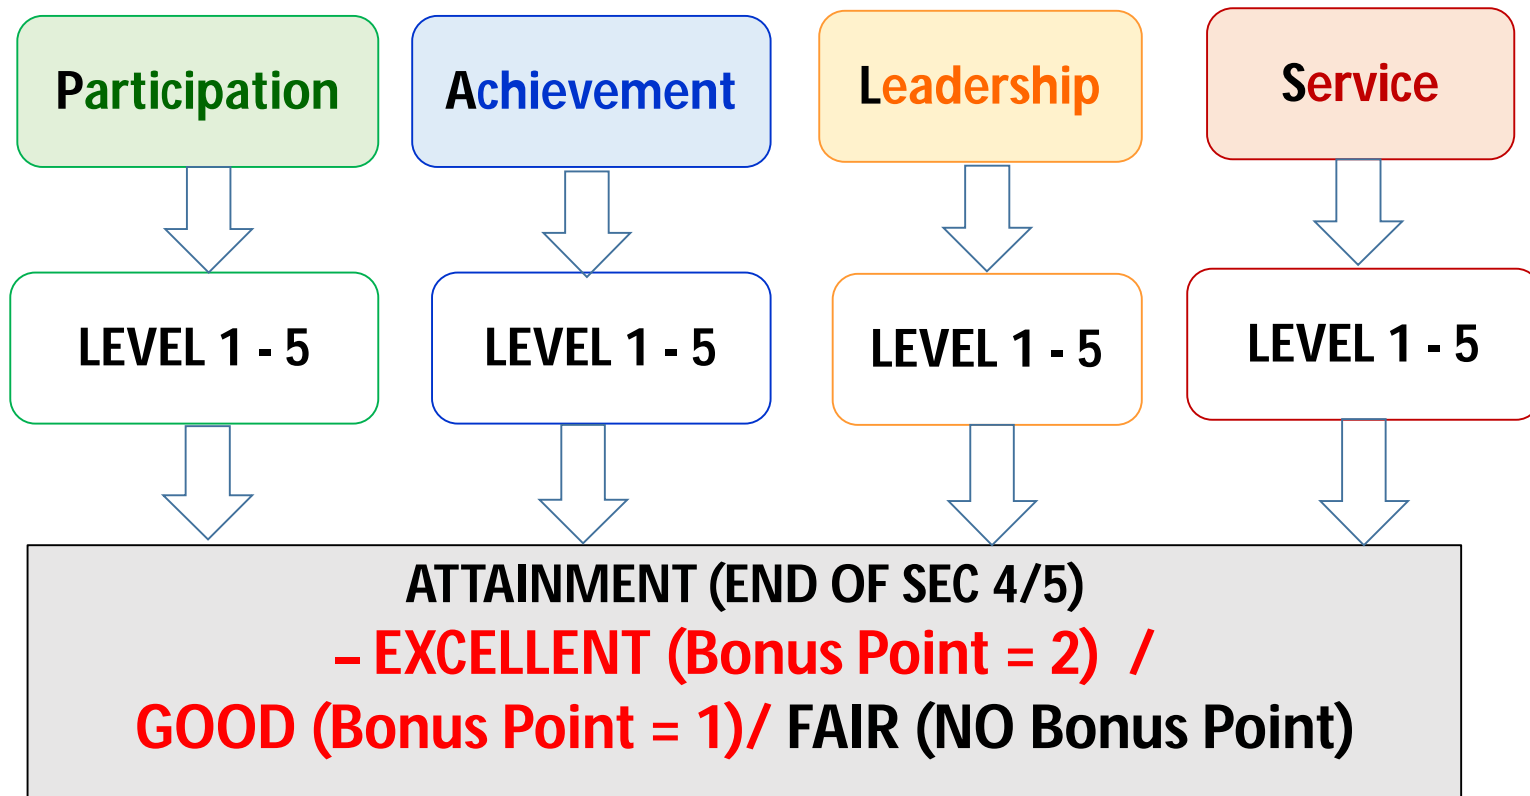 Participation
Achievement
Leadership
Service
LEVEL 1 - 5
LEVEL 1 - 5
LEVEL 1 - 5
LEVEL 1 - 5
ATTAINMENT (END OF SEC 4/5)
– EXCELLENT (Bonus Point = 2) /
GOOD (Bonus Point = 1)/ FAIR (NO Bonus Point)